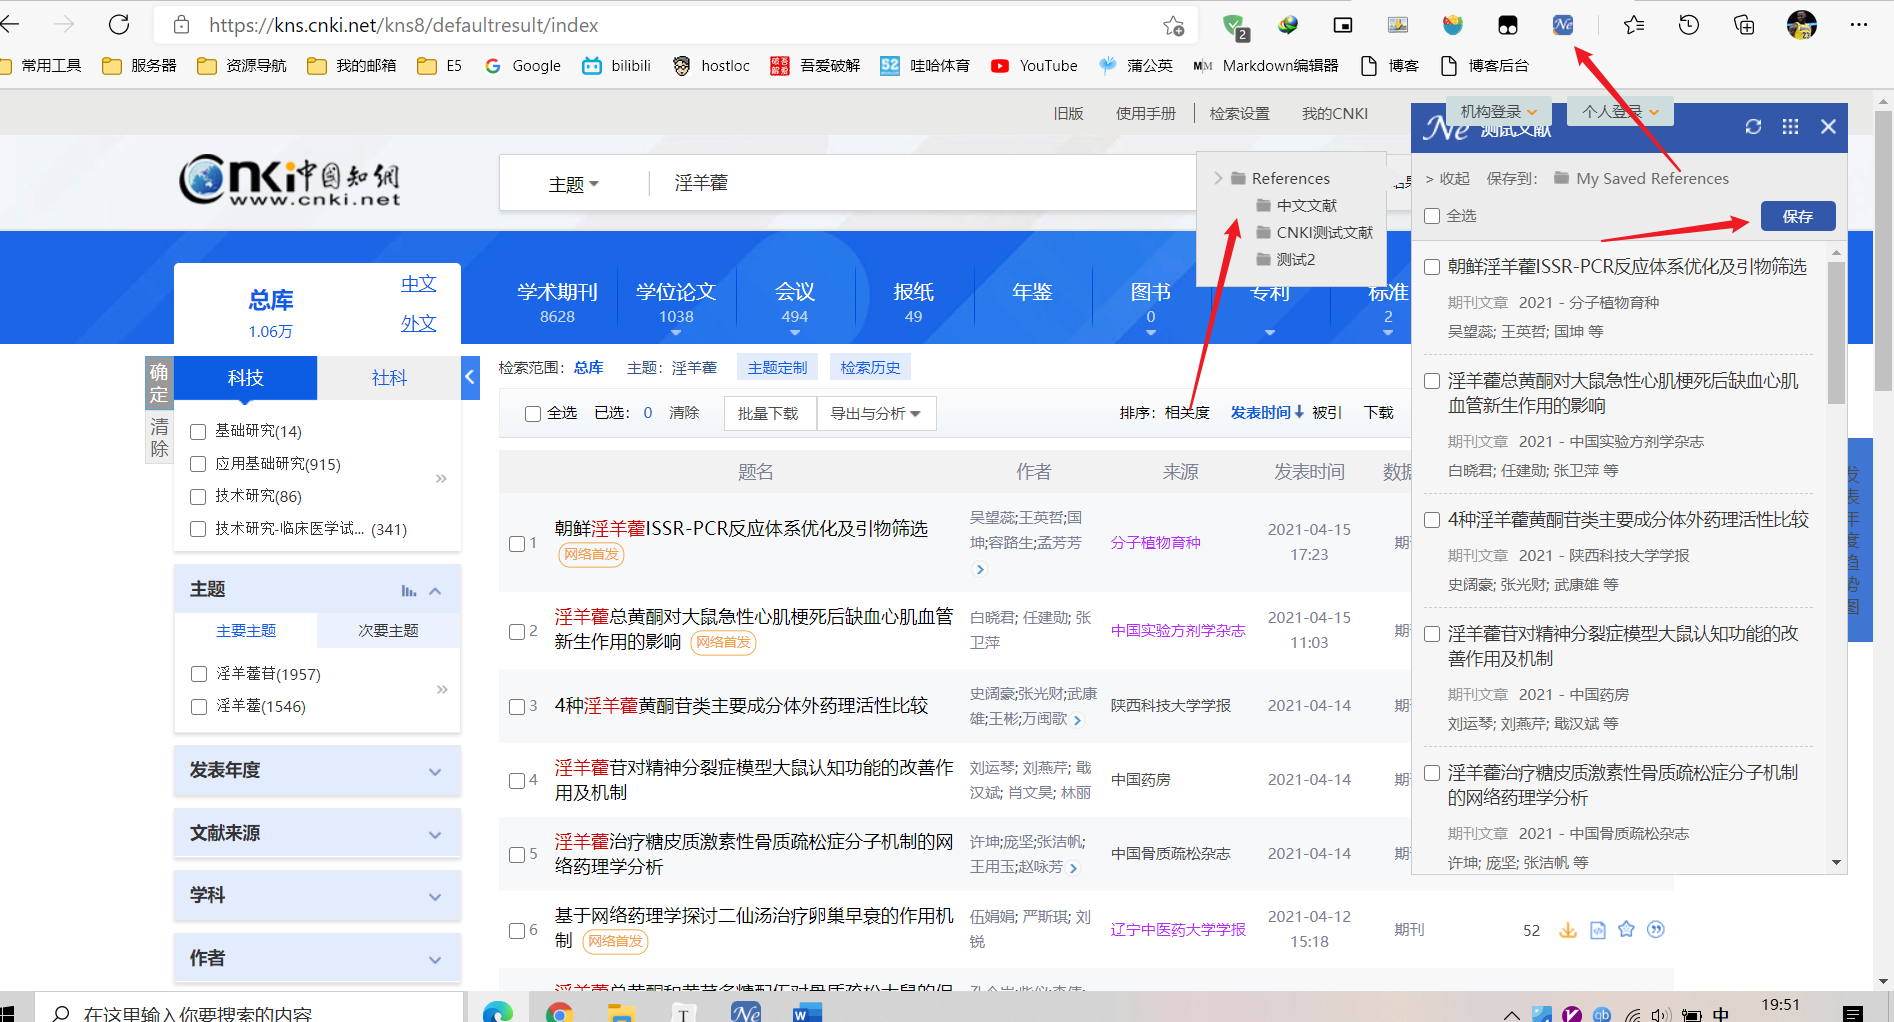 https://kns.cnki.net/kns8/defaultresult/index
2
Ne
常用工具
服务器
资源导航
我的邮箱
E5
Google
bilibili
hostloc
吾爱破解
哇哈体育
YouTube
蒲公英
Markdown编辑器
博客
博客后台
旧版
使用手册
检索设置
我的CNKI
机构登录
个人登录
Cnki中国知網
www.cnki.net
主题
淫羊藿
References
中文文献
CNKI测试文献
测试2
Ne 测试文献
> 收起 保存到: My Saved References
全选
保存
朝鲜淫羊藿ISSR-PCR反应体系优化及引物筛选
期刊文章 2021 - 分子植物育种
吴望蕊; 王英哲; 国坤 等
淫羊藿总黄酮对大鼠急性心肌梗死后缺血心肌
血管新生作用的影响
期刊文章 2021 - 中国实验方剂学杂志
白晓君; 任建勋; 张卫萍 等
4种淫羊藿黄酮苷类主要成分体外药理活性比较
期刊文章 2021 - 陕西科技大学学报
史阔豪; 张光财; 武康雄 等
淫羊藿苷对精神分裂症模型大鼠认知功能的改
善作用及机制
期刊文章 2021 - 中国药房
刘运琴; 刘燕芹; 戢汉斌 等
淫羊藿治疗糖皮质激素性骨质疏松症分子机制
的网络药理学分析
期刊文章 2021 - 中国骨质疏松杂志
许坤; 庞坚; 张洁帆 等
总库
1.06万
中文
外文
学术期刊
8628
学位论文
1038
会议
494
报纸
49
年鉴
图书
0
专利
标准
2
确定
清除
科技
社科
基础研究(14)
应用基础研究(915)
技术研究(86)
技术研究-临床医学试... (341)
主题
主要主题
次要主题
淫羊藿苷(1957)
淫羊藿(1546)
发表年度
文献来源
学科
作者
检索范围: 总库 主题: 淫羊藿 主题定制 检索历史
全选 已选: 0 清除 批量下载 导出与分析
排序: 相关度 发表时间↓ 被引 下载
题名 作者 来源 发表时间 数据
1 朝鲜淫羊藿ISSR-PCR反应体系优化及引物筛选
网络首发
吴望蕊;王英哲;国
坤;容路生;孟芳芳
分子植物育种
2021-04-15
17:23
期
2 淫羊藿总黄酮对大鼠急性心肌梗死后缺血心肌血管
新生作用的影响 网络首发
白晓君; 任建勋; 张
卫萍
中国实验方剂学杂志
2021-04-15
11:03
期
3 4种淫羊藿黄酮苷类主要成分体外药理活性比较
史阔豪;张光财;武康
雄;王彬;万闽歌
陕西科技大学学报
2021-04-14
期
4 淫羊藿苷对精神分裂症模型大鼠认知功能的改善作
用及机制
刘运琴; 刘燕芹; 戢
汉斌; 肖文昊; 林丽
中国药房
2021-04-14
期
5 淫羊藿治疗糖皮质激素性骨质疏松症分子机制的网
络药理学分析
许坤;庞坚;张洁帆;
王用玉;赵咏芳
中国骨质疏松杂志
2021-04-14
期
6 基于网络药理学探讨二仙汤治疗卵巢早衰的作用机
制 网络首发
伍娟娟; 严斯琪; 刘
锐
辽宁中医药大学学报
2021-04-12
15:18
期刊
52
发表年度趋势图
在这里输入你要搜索的内容
中
19:51